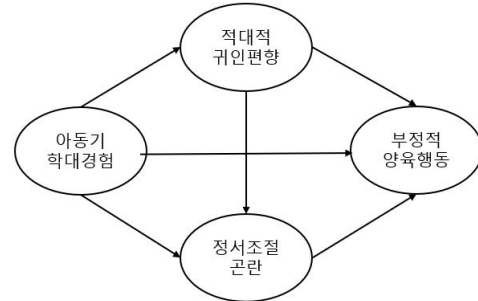 적대적
귀인편향
아동기
학대경험
부정적
양육행동
정서조절
곤란